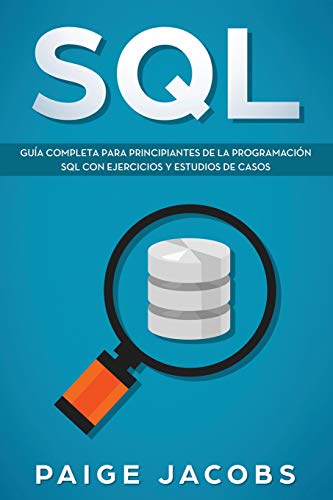 SQL
GUÍA COMPLETA PARA PRINCIPIANTES DE LA PROGRAMACIÓN
SQL CON EJERCICIOS Y ESTUDIOS DE CASOS
PAIGE JACOBS